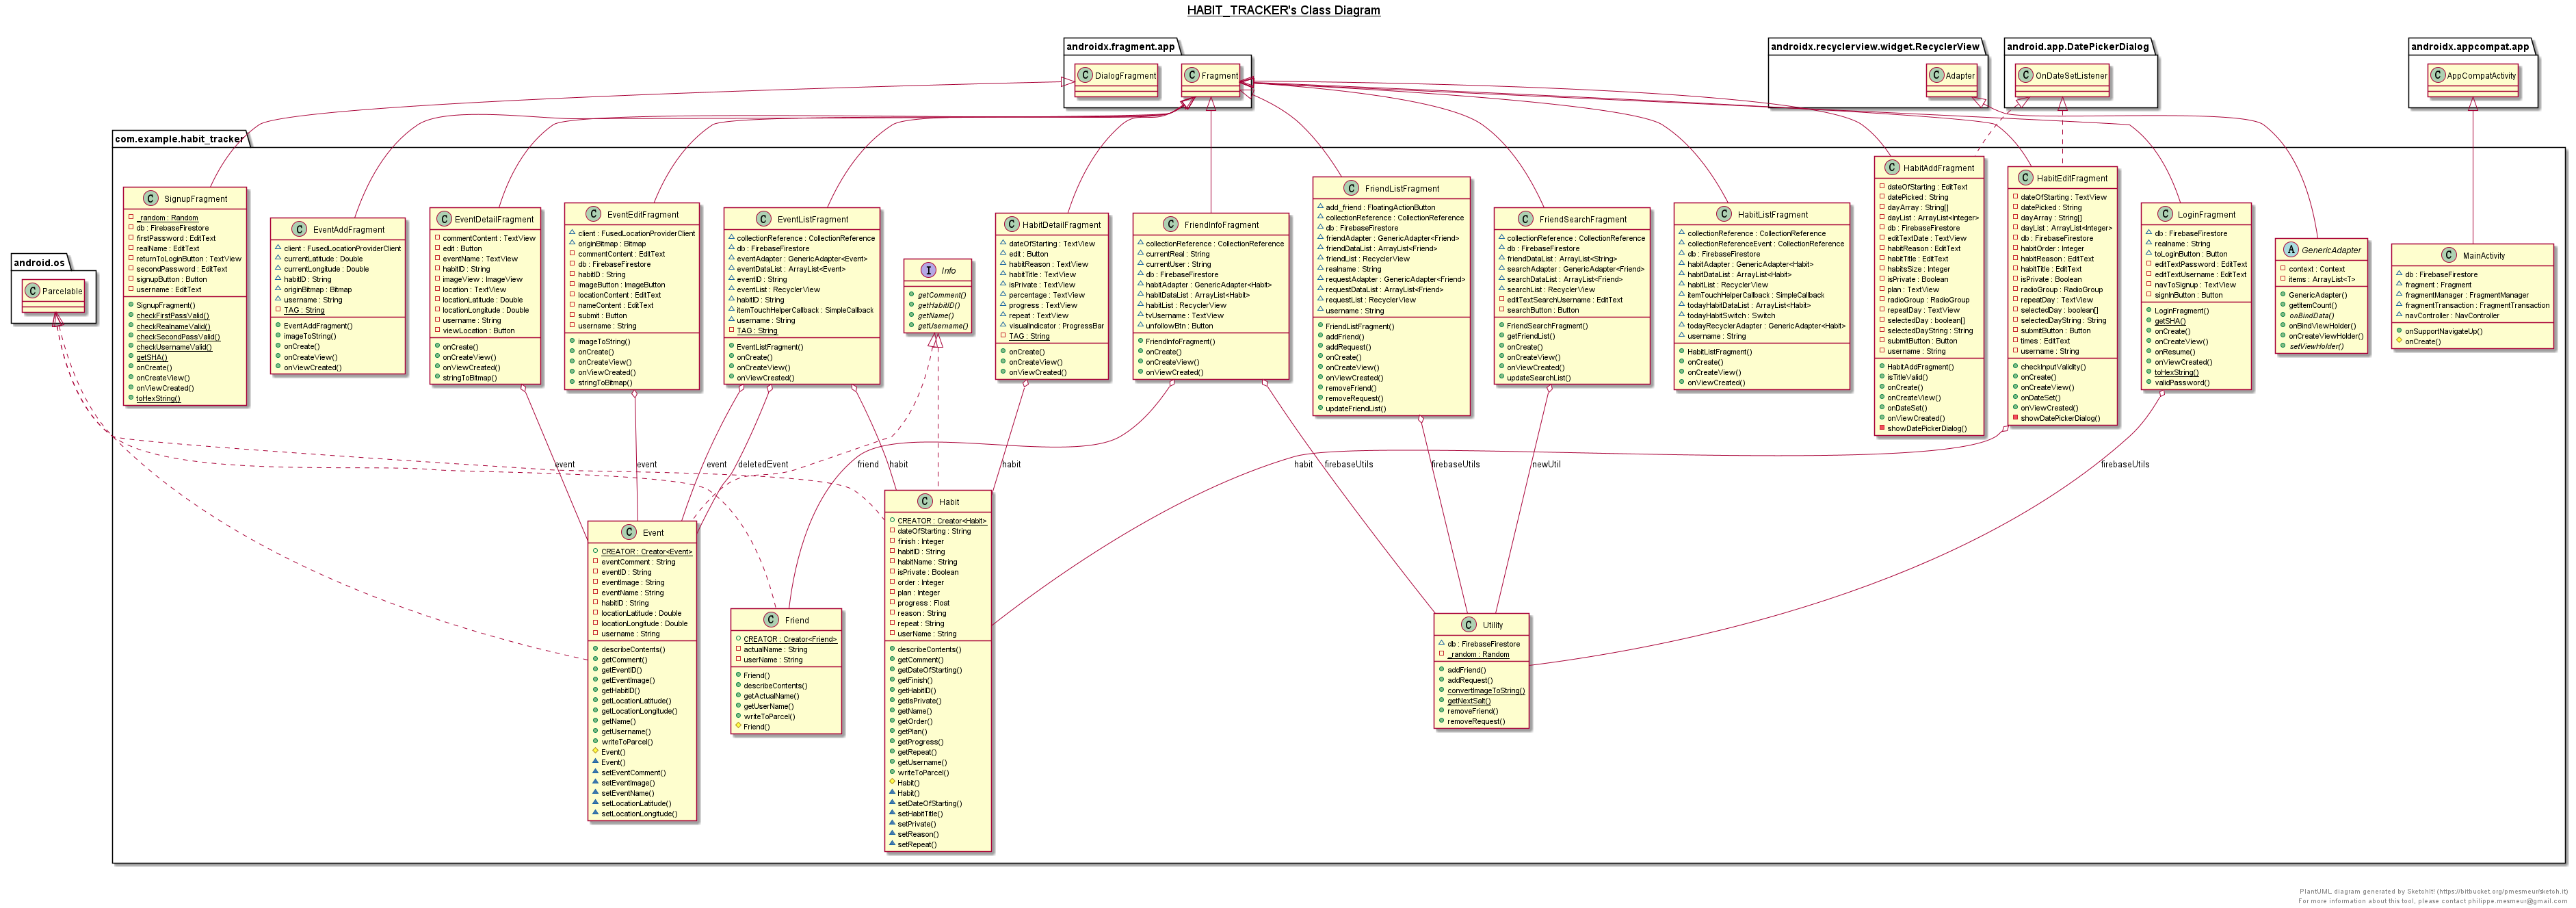 HABIT_TRACKER's Class Diagram
androidx.fragment.app
C DialogFragment
C Fragment
androidx.recyclerview.widget.RecyclerView
C Adapter
android.app.DatePickerDialog
C OnDateSetListener
androidx.appcompat.app
C AppCompatActivity
android.os
C Parcelable
com.example.habit_tracker
C SignupFragment
_random : Random
db : FirebaseFirestore
firstPassword : EditText
realName : EditText
returnToLoginButton : TextView
secondPassword : EditText
signupButton : Button
username : EditText
SignupFragment()
checkFirstPassValid()
checkRealnameValid()
checkSecondPassValid()
checkUsernameValid()
getSHA()
onCreate()
onCreateView()
onViewCreated()
toHexString()
C EventAddFragment
client : FusedLocationProviderClient
currentLatitude : Double
currentLongitude : Double
habitID : String
originBitmap : Bitmap
username : String
TAG : String
EventAddFragment()
imageToString()
onCreate()
onCreateView()
onViewCreated()
C EventDetailFragment
commentContent : TextView
edit : Button
eventName : TextView
habitID : String
imageView : ImageView
location : TextView
locationLatitude : Double
locationLongitude : Double
username : String
viewLocation : Button
onCreate()
onCreateView()
onViewCreated()
stringToBitmap()
C EventEditFragment
client : FusedLocationProviderClient
originBitmap : Bitmap
commentContent : EditText
db : FirebaseFirestore
habitID : String
imageButton : ImageButton
locationContent : EditText
nameContent : EditText
submit : Button
username : String
imageToString()
onCreate()
onCreateView()
onViewCreated()
stringToBitmap()
C EventListFragment
collectionReference : CollectionReference
db : FirebaseFirestore
eventAdapter : GenericAdapter<Event>
eventDataList : ArrayList<Event>
eventID : String
eventList : RecyclerView
habitID : String
itemTouchHelperCallback : SimpleCallback
username : String
TAG : String
EventListFragment()
onCreate()
onCreateView()
onViewCreated()
I Info
getComment()
getHabitID()
getName()
getUsername()
C HabitDetailFragment
dateOfStarting : TextView
edit : Button
habitReason : TextView
habitTitle : TextView
isPrivate : TextView
percentage : TextView
progress : TextView
repeat : TextView
visualIndicator : ProgressBar
TAG : String
onCreate()
onCreateView()
onViewCreated()
C FriendInfoFragment
collectionReference : CollectionReference
currentReal : String
currentUser : String
db : FirebaseFirestore
habitAdapter : GenericAdapter<Habit>
habitDataList : ArrayList<Habit>
habitList : RecyclerView
tvUsername : TextView
unfollowBtn : Button
FriendInfoFragment()
onCreate()
onCreateView()
onViewCreated()
C FriendListFragment
add_friend : FloatingActionButton
collectionReference : CollectionReference
db : FirebaseFirestore
friendAdapter : GenericAdapter<Friend>
friendDataList : ArrayList<Friend>
friendList : RecyclerView
realname : String
requestAdapter : GenericAdapter<Friend>
requestDataList : ArrayList<Friend>
requestList : RecyclerView
username : String
FriendListFragment()
addFriend()
addRequest()
onCreate()
onCreateView()
onViewCreated()
removeFriend()
removeRequest()
updateFriendList()
C FriendSearchFragment
collectionReference : CollectionReference
db : FirebaseFirestore
friendDataList : ArrayList<String>
searchAdapter : GenericAdapter<Friend>
searchDataList : ArrayList<Friend>
searchList : RecyclerView
editTextSearchUsername : EditText
searchButton : Button
FriendSearchFragment()
getFriendList()
onCreate()
onCreateView()
onViewCreated()
updateSearchList()
C HabitListFragment
collectionReference : CollectionReference
collectionReferenceEvent : CollectionReference
db : FirebaseFirestore
habitAdapter : GenericAdapter<Habit>
habitDataList : ArrayList<Habit>
habitList : RecyclerView
itemTouchHelperCallback : SimpleCallback
todayHabitDataList : ArrayList<Habit>
todayHabitSwitch : Switch
todayRecyclerAdapter : GenericAdapter<Habit>
username : String
HabitListFragment()
onCreate()
onCreateView()
onViewCreated()
C HabitAddFragment
dateOfStarting : EditText
datePicked : String
dayArray : String[]
dayList : ArrayList<Integer>
db : FirebaseFirestore
editTextDate : TextView
habitReason : EditText
habitTitle : EditText
habitsSize : Integer
isPrivate : Boolean
plan : TextView
radioGroup : RadioGroup
repeatDay : TextView
selectedDay : boolean[]
selectedDayString : String
submitButton : Button
username : String
HabitAddFragment()
isTitleValid()
onCreate()
onCreateView()
onDateSet()
onViewCreated()
showDatePickerDialog()
C HabitEditFragment
dateOfStarting : TextView
datePicked : String
dayArray : String[]
dayList : ArrayList<Integer>
db : FirebaseFirestore
habitOrder : Integer
habitReason : EditText
habitTitle : EditText
isPrivate : Boolean
radioGroup : RadioGroup
repeatDay : TextView
selectedDay : boolean[]
selectedDayString : String
submitButton : Button
times : EditText
username : String
checkInputValidity()
onCreate()
onCreateView()
onDateSet()
onViewCreated()
showDatePickerDialog()
C LoginFragment
db : FirebaseFirestore
realname : String
toLoginButton : Button
editTextPassword : EditText
editTextUsername : EditText
navToSignup : TextView
signInButton : Button
LoginFragment()
getSHA()
onCreate()
onCreateView()
onResume()
onViewCreated()
toHexString()
validPassword()
A GenericAdapter
context : Context
items : ArrayList<T>
GenericAdapter()
getItemCount()
onBindData()
onBindViewHolder()
onCreateViewHolder()
setViewHolder()
C MainActivity
db : FirebaseFirestore
fragment : Fragment
fragmentManager : FragmentManager
fragmentTransaction : FragmentTransaction
navController : NavController
onSupportNavigateUp()
onCreate()
event
event
event
deletedEvent
habit
friend
habit
habit
firebaseUtils
firebaseUtils
newUtil
firebaseUtils
C Event
CREATOR : Creator<Event>
eventComment : String
eventID : String
eventImage : String
eventName : String
habitID : String
locationLatitude : Double
locationLongitude : Double
username : String
describeContents()
getComment()
getEventID()
getEventImage()
getHabitID()
getLocationLatitude()
getLocationLongitude()
getName()
getUsername()
writeToParcel()
Event()
Event()
setEventComment()
setEventImage()
setEventName()
setLocationLatitude()
setLocationLongitude()
C Friend
CREATOR : Creator<Friend>
actualName : String
userName : String
Friend()
describeContents()
getActualName()
getUserName()
writeToParcel()
Friend()
C Habit
CREATOR : Creator<Habit>
dateOfStarting : String
finish : Integer
habitID : String
habitName : String
isPrivate : Boolean
order : Integer
plan : Integer
progress : Float
reason : String
repeat : String
userName : String
describeContents()
getComment()
getDateOfStarting()
getFinish()
getHabitID()
getIsPrivate()
getName()
getOrder()
getPlan()
getProgress()
getRepeat()
getUsername()
writeToParcel()
Habit()
Habit()
setDateOfStarting()
setHabitTitle()
setPrivate()
setReason()
setRepeat()
C Utility
db : FirebaseFirestore
_random : Random
addFriend()
addRequest()
convertImageToString()
getNextSalt()
removeFriend()
removeRequest()
PlantUML diagram generated by SketchIt! (https://bitbucket.org/pmesmeur/sketch.it)
For more information about this tool, please contact philippe.mesmeur@gmail.com